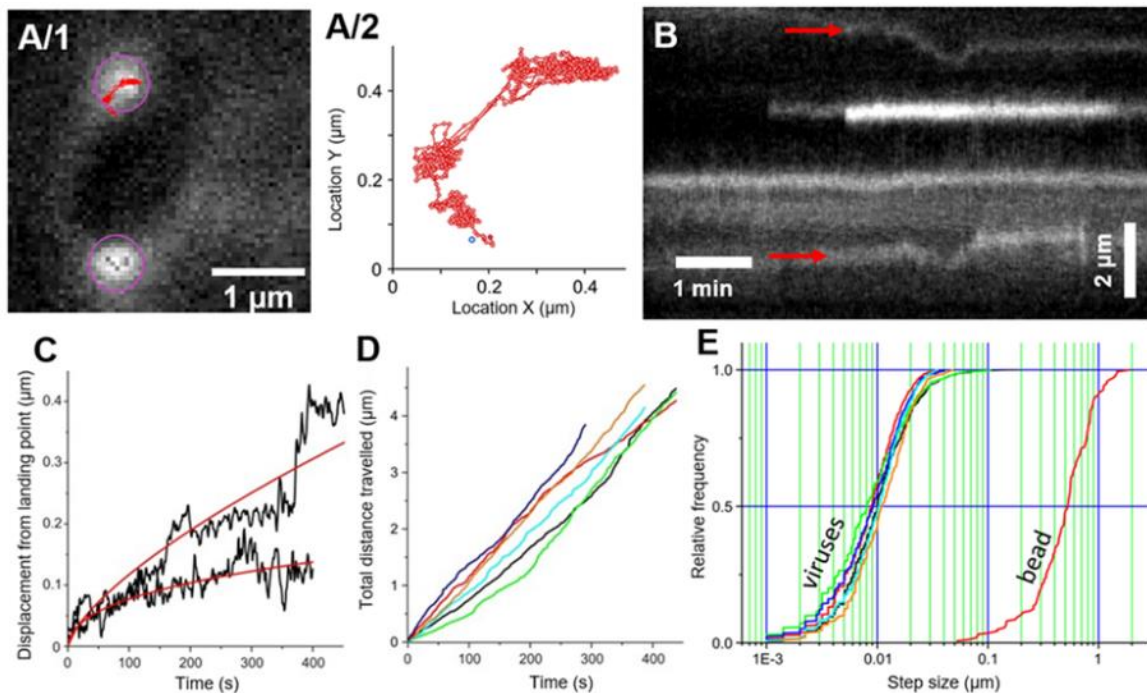 A/1
1 µm
A/2
Location Y (µm)
0.4
0.2
0
0
0.2
0.4
Location X (µm)
B
1 min
2 µm
C
Displacement from landing point (µm)
0.4
0.3
0.2
0.1
0
0 100 200 300 400
Time (s)
D
Total distance travelled (µm)
4
3
2
1
0
0 100 200 300 400
Time (s)
E
Relative frequency
1.0
0.5
0.0
viruses
bead
1E-3 0.01 0.1 1
Step size (µm)